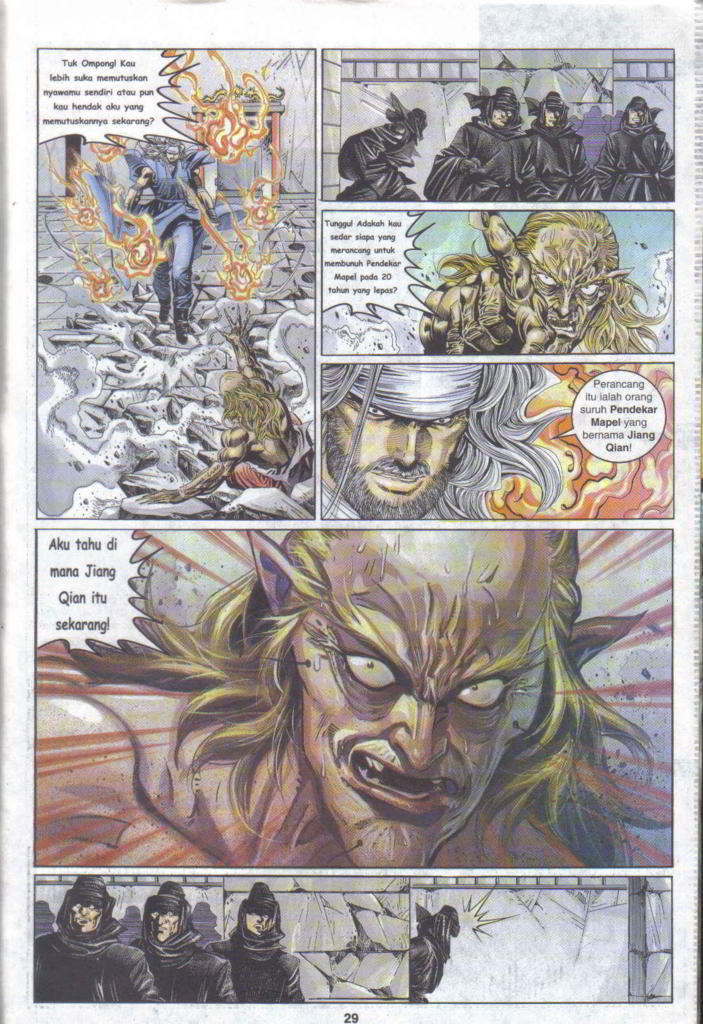 Tuk Ompong! Kau
lebih suka memutuskan
nyawamu sendiri atau pun
kau hendak aku yang
memutuskannya sekarang?
Tunggu! Adakah kau
sedar siapa yang
merancang untuk
membunuh Pendekar
Mapel pada 20
tahun yang lepas?
Perancang
itu ialah orang
suruh Pendekar
Mapel yang
bernama Jiang
Qian!
Aku tahu di
mana Jiang
Qian itu
sekarang!
29